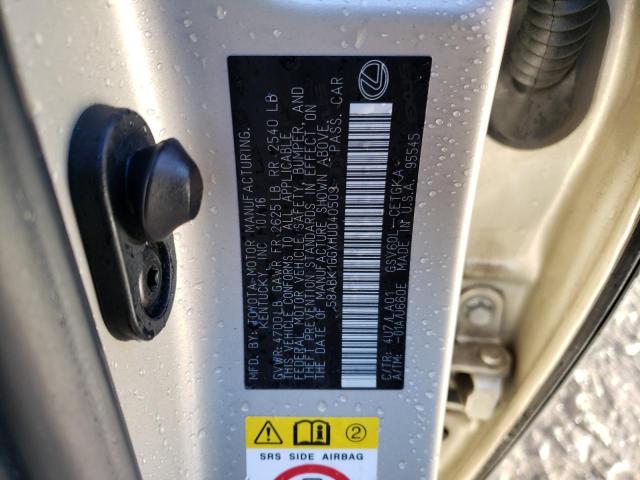 MFD. BY: TOYOTA MOTOR MANUFACTURING,
KENTUCKY, INC. 10/16
GVWR 4700 LB GAWR FR 2625 LB RR 2540 LB
THIS VEHICLE CONFORMS TO ALL APPLICABLE
FEDERAL MOTOR VEHICLE SAFETY, BUMPER, AND
THEFT PREVENTION STANDARDS IN EFFECT ON
THE DATE OF MANUFACTURE SHOWN ABOVE.
58ABK1GGXHU040503 PASS. CAR
C/TR: 4UZ/LA01 GSV60L-CETGKA
A/TM: -01A/U660E MADE IN U.S.A. 95545
2
SRS SIDE AIRBAG